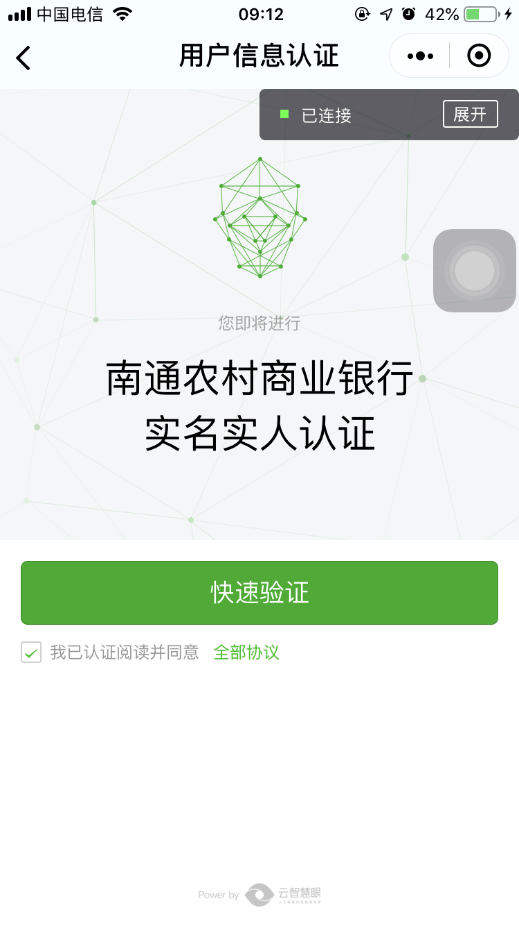 中国电信 09:12 42%
用户信息认证
已连接 展开
您即将进行
南通农村商业银行
实名实人认证
快速验证
我已认证阅读并同意 全部协议
Power by 云智慧眼